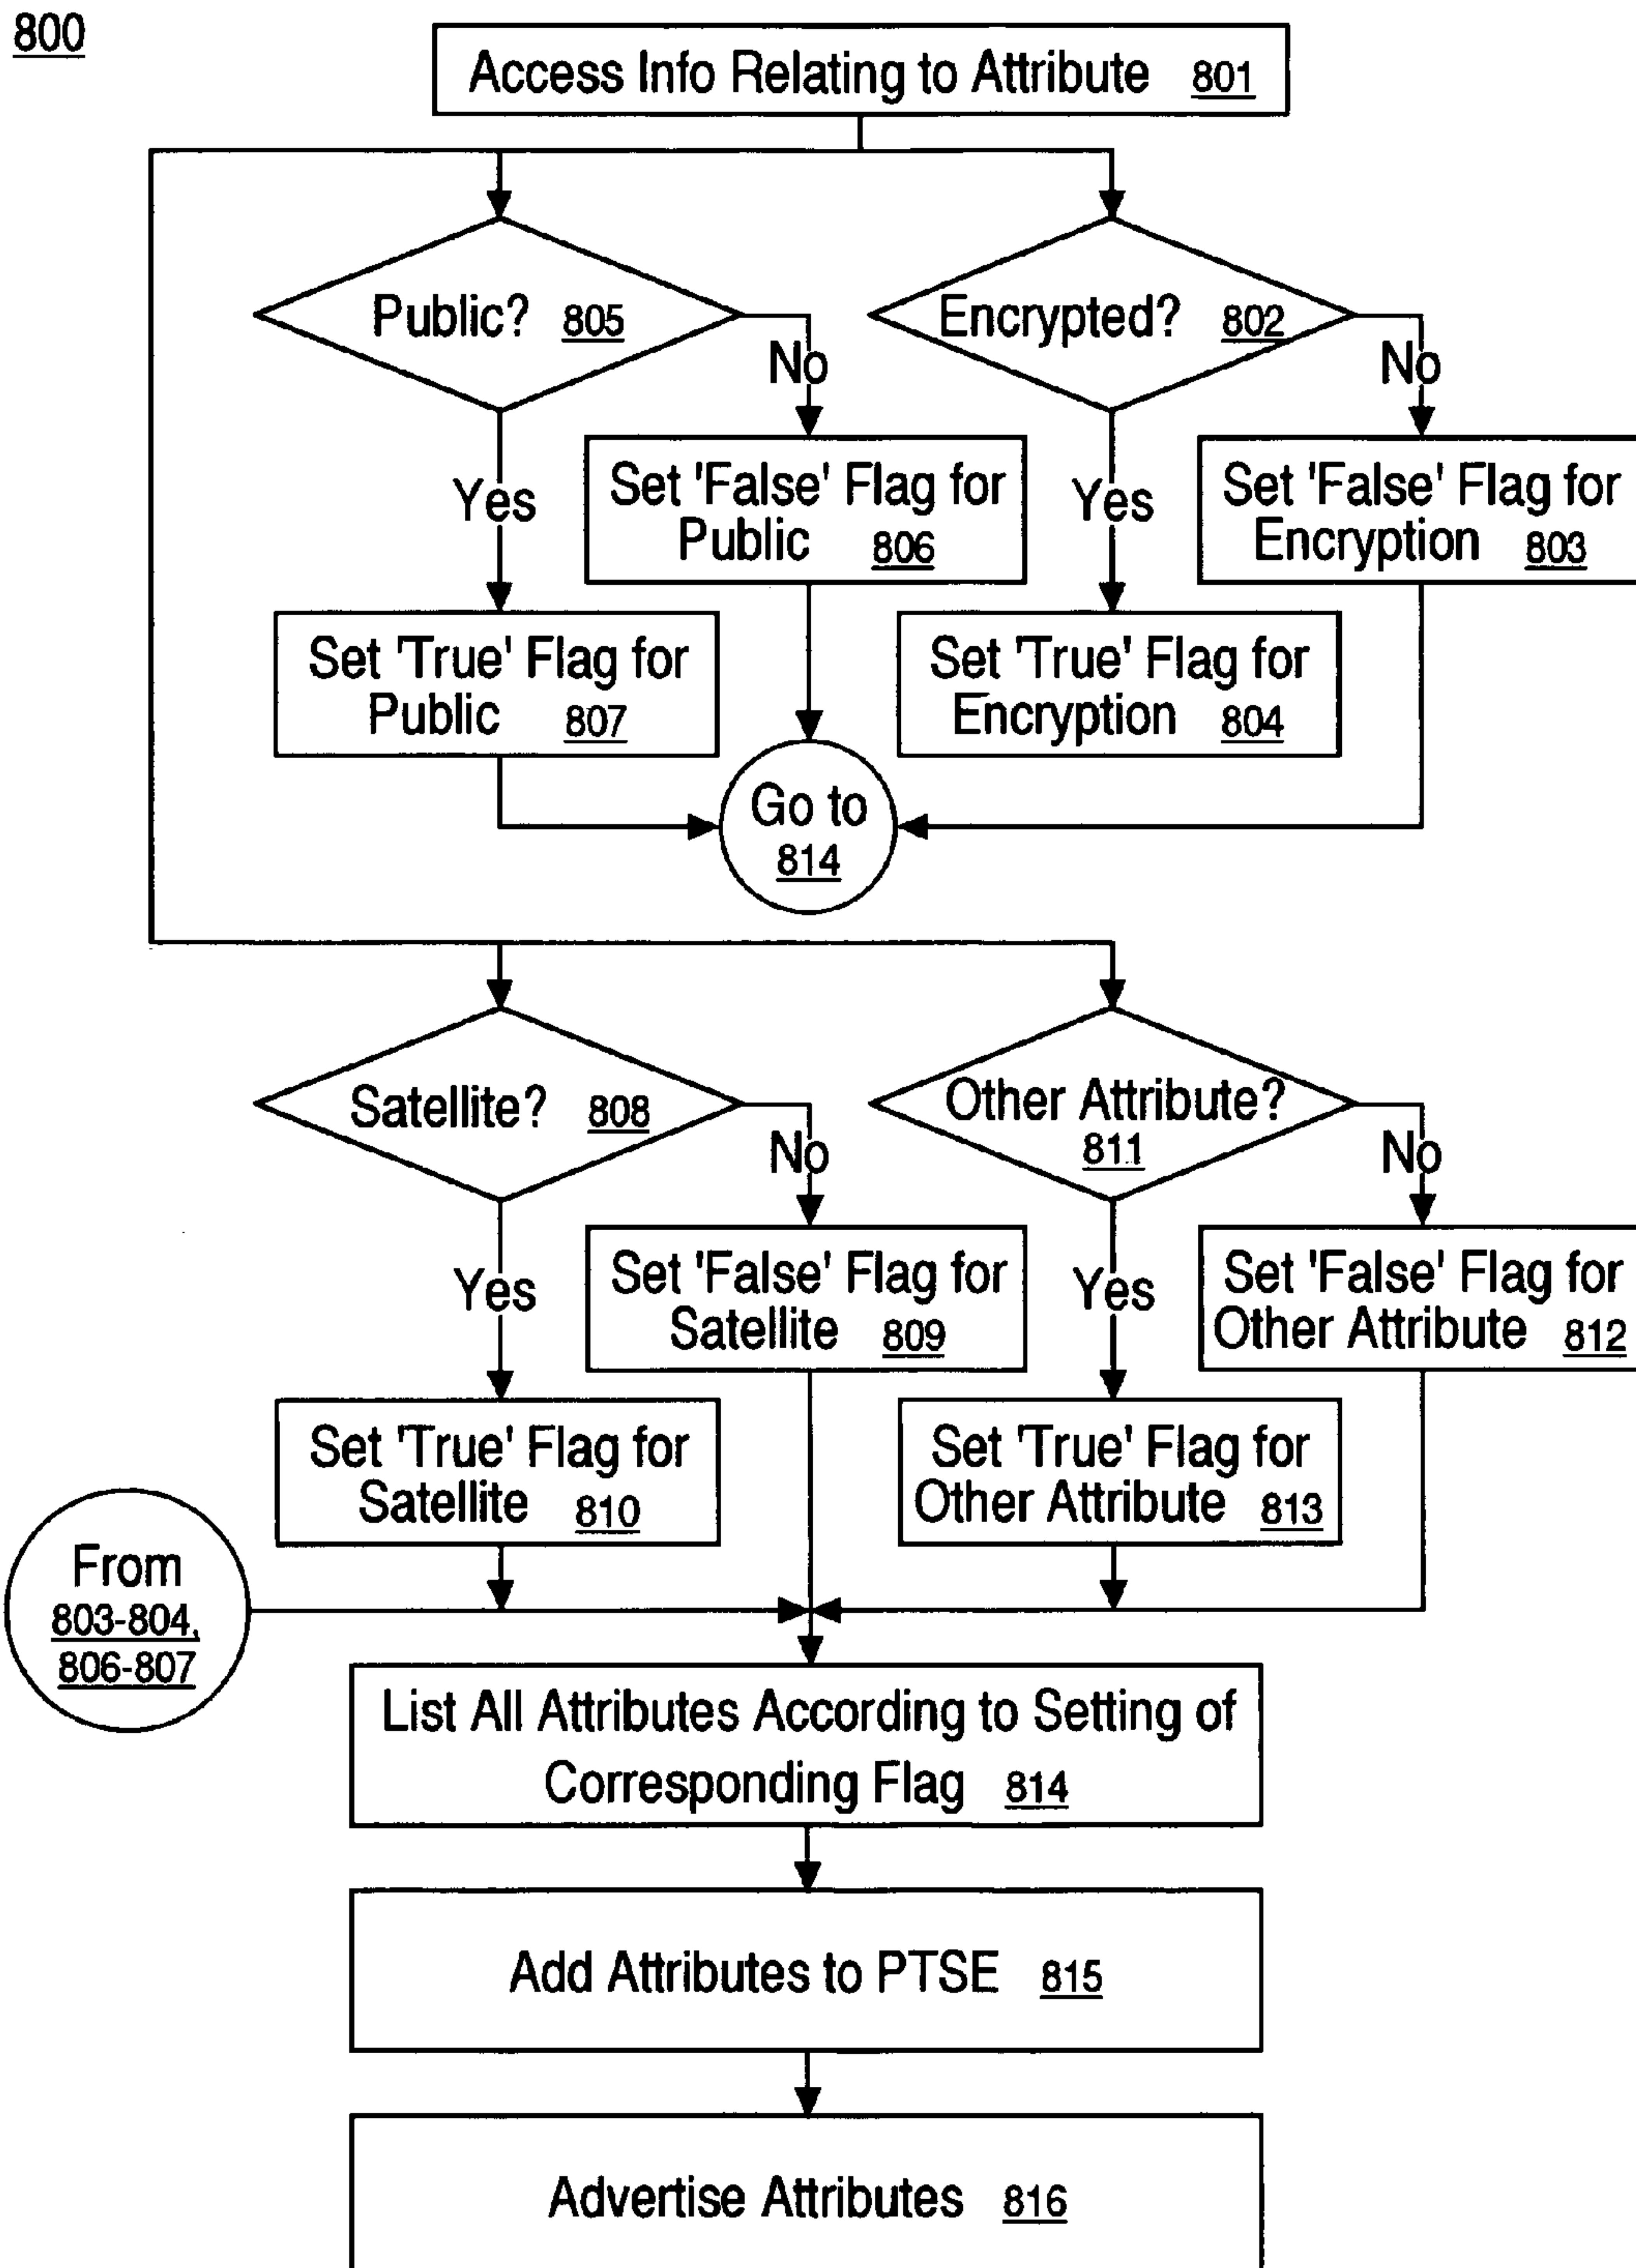 800
Access Info Relating to Attribute 801
Public? 805
Encrypted? 802
No
No
Yes
Set 'False' Flag for
Public 806
Yes
Set 'False' Flag for
Encryption 803
Set 'True' Flag for
Public 807
Set 'True' Flag for
Encryption 804
Go to
814
Satellite? 808
Other Attribute?
811
No
No
Yes
Set 'False' Flag for
Satellite 809
Yes
Set 'False' Flag for
Other Attribute 812
Set 'True' Flag for
Satellite 810
Set 'True' Flag for
Other Attribute 813
From
803-804,
806-807
List All Attributes According to Setting of
Corresponding Flag 814
Add Attributes to PTSE 815
Advertise Attributes 816